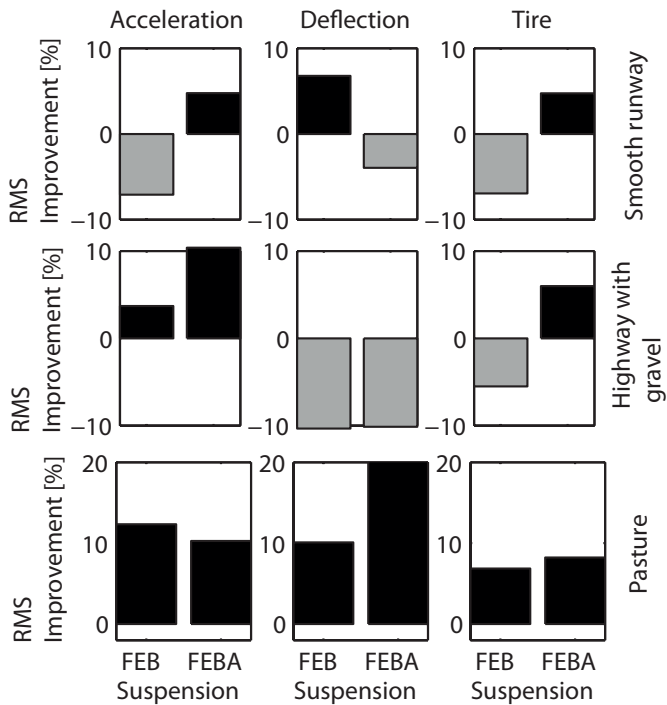 Acceleration Deflection Tire
RMS
Improvement [%]
10
0
−10
10
0
−10
10
0
−10
Smooth runway
RMS
Improvement [%]
10
0
−10
10
0
−10
10
0
−10
Highway with
gravel
RMS
Improvement [%]
20
10
0
20
10
0
20
10
0
Pasture
FEB FEBA FEB FEBA FEB FEBA
Suspension Suspension Suspension